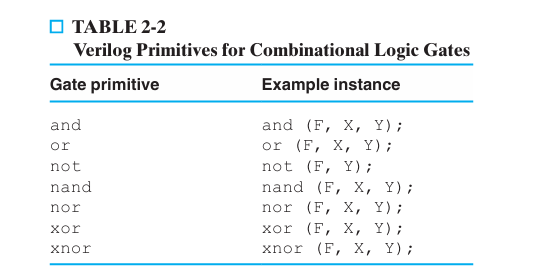 TABLE 2-2
Verilog Primitives for Combinational Logic Gates
Gate primitive Example instance
and and (F, X, Y);
or or (F, X, Y);
not not (F, Y);
nand nand (F, X, Y);
nor nor (F, X, Y);
xor xor (F, X, Y);
xnor xnor (F, X, Y);